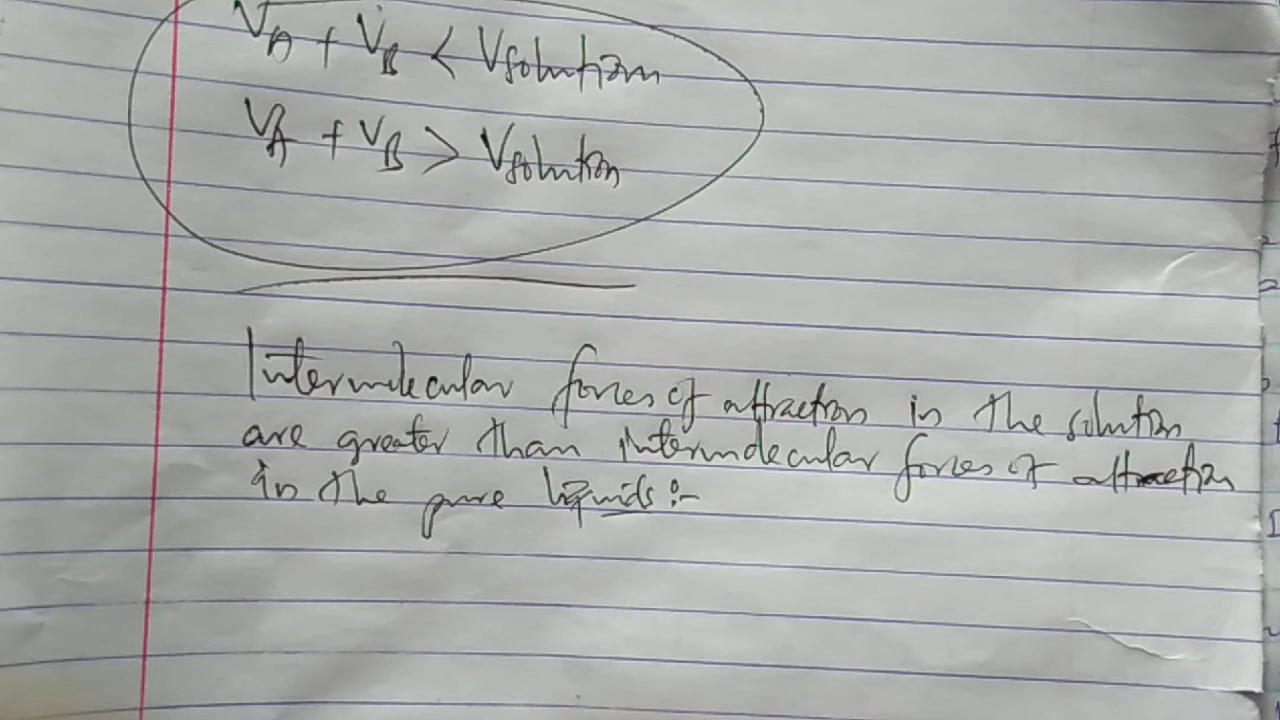 VA + VB < Vsolution
VA + VB > Vsolution
Intermolecular forces of attraction in the solution
are greater than intermolecular forces of attraction
in the pure liquids:-